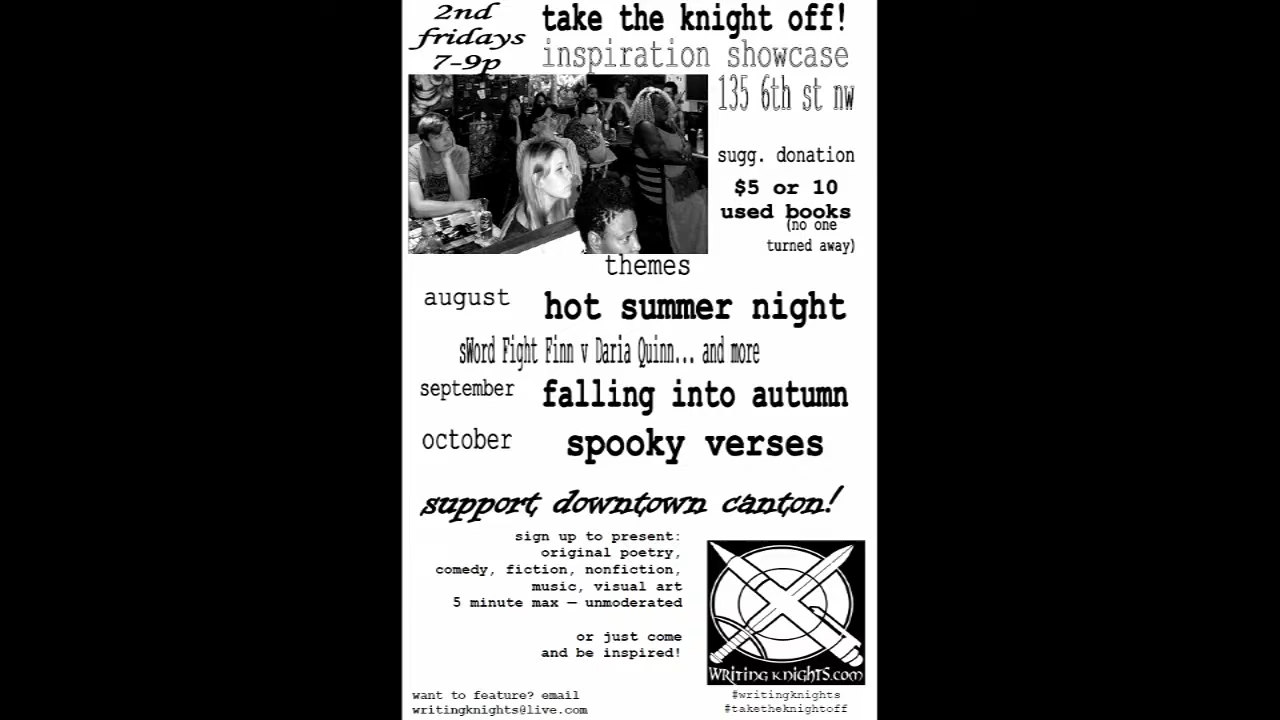 2nd
fridays
7-9p
take the knight off!
inspiration showcase
135 6th st nw
sugg. donation
$5 or 10
used books
(no one
turned away)
themes
august hot summer night
sWord Fight Finn v Daria Quinn... and more
september falling into autumn
october spooky verses
support downtown canton!
sign up to present:
original poetry,
comedy, fiction, nonfiction,
music, visual art
5 minute max — unmoderated
or just come
and be inspired!
WRiTiNG KNiGHTS.COM
want to feature? email
writingknights@live.com
#writingknights
#taketheknightoff